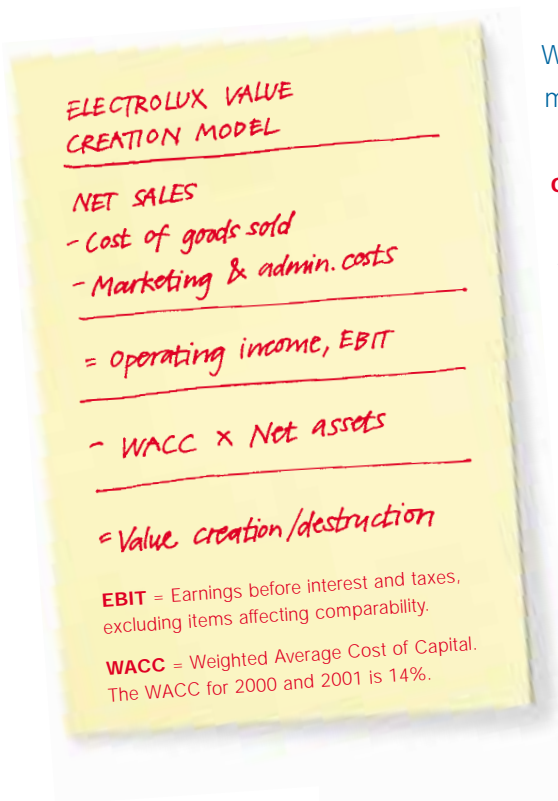 ELECTROLUX VALUE
CREATION MODEL
NET SALES
- Cost of goods sold
- Marketing & admin. costs
= Operating income, EBIT
- WACC x Net assets
= Value creation/destruction
EBIT = Earnings before interest and taxes,
excluding items affecting comparability.
WACC = Weighted Average Cost of Capital.
The WACC for 2000 and 2001 is 14%.